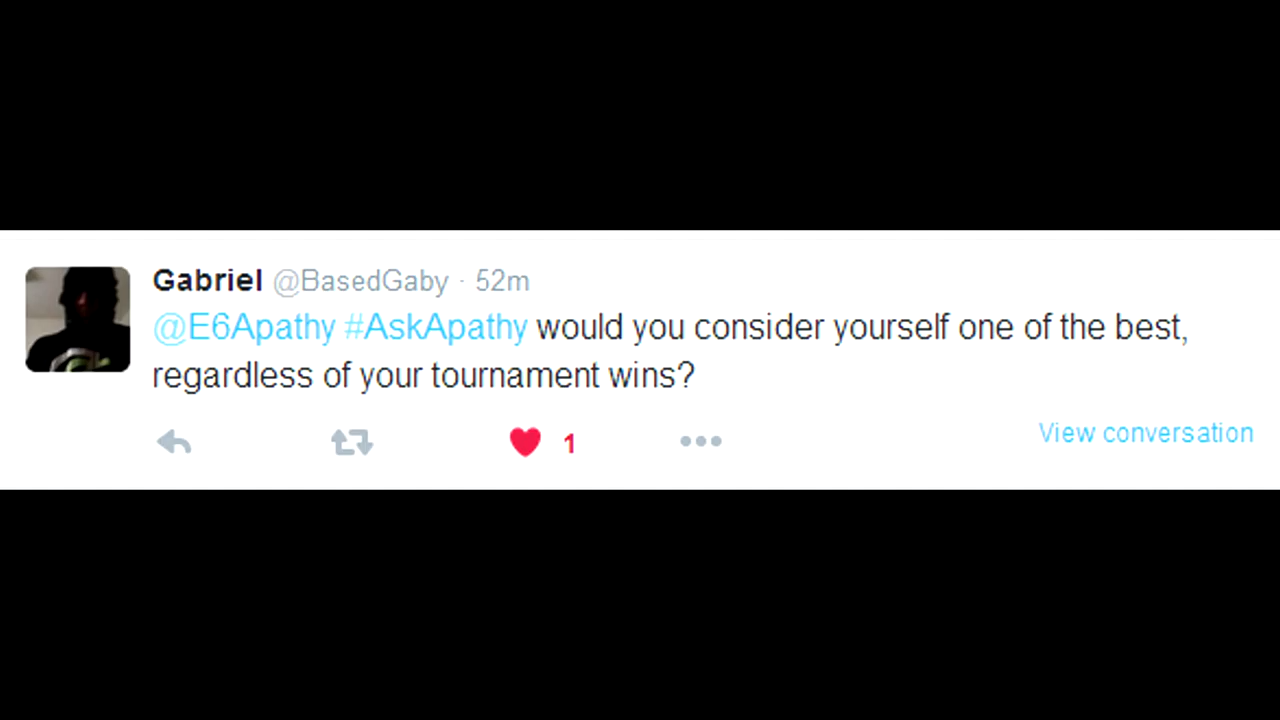 Gabriel @BasedGaby · 52m
@E6Apathy #AskApathy would you consider yourself one of the best,
regardless of your tournament wins?
1
View conversation